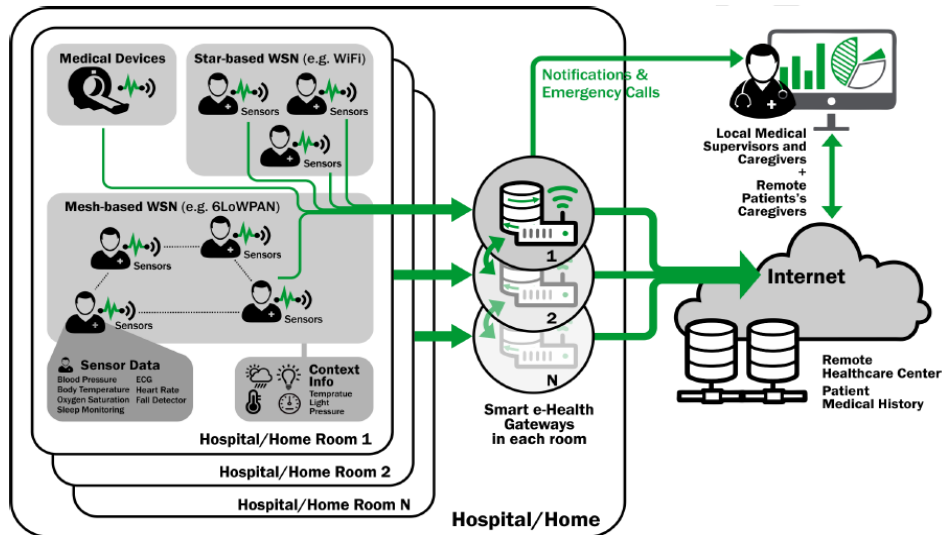 Medical Devices
Star-based WSN (e.g. WiFi)
Sensors
Sensors
Sensors
Mesh-based WSN (e.g. 6LoWPAN)
Sensors
Sensors
Sensors
Sensors
Sensor Data
Blood Pressure
Body Temperature
Oxygen Saturation
Sleep Monitoring
ECG
Heart Rate
Fall Detector
Context
Info
Tempratue
Light
Pressure
Hospital/Home Room 1
Hospital/Home Room 2
Hospital/Home Room N
Hospital/Home
1
2
N
Smart e-Health
Gateways
in each room
Notifications &
Emergency Calls
Local Medical
Supervisors and
Caregivers
+
Remote
Patients's
Caregivers
Internet
Remote
Healthcare Center
Patient
Medical History